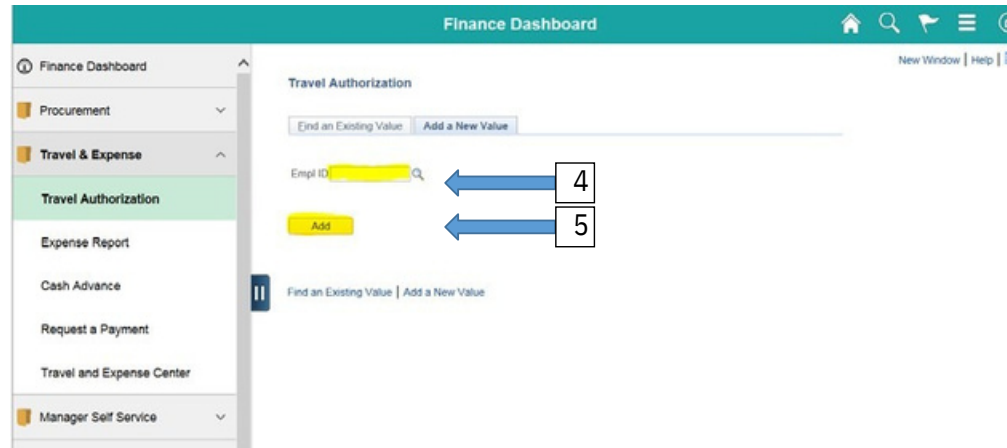 Finance Dashboard
New Window | Help |
Finance Dashboard
Procurement
Travel & Expense
Travel Authorization
Expense Report
Cash Advance
Request a Payment
Travel and Expense Center
Manager Self Service
Travel Authorization
Find an Existing Value Add a New Value
Empl ID
4
Add
5
Find an Existing Value | Add a New Value